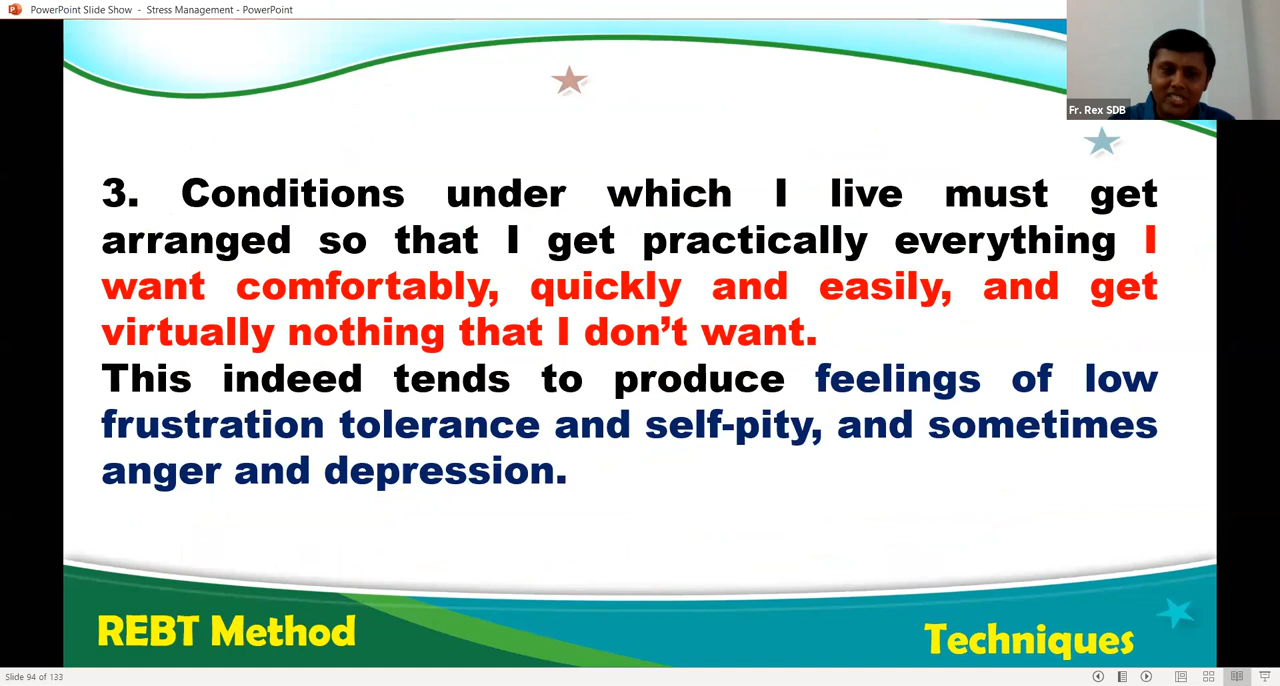 PowerPoint Slide Show - Stress Management - PowerPoint
Fr. Rex SDB
3. Conditions under which I live must get
arranged so that I get practically everything I
want comfortably, quickly and easily, and get
virtually nothing that I don’t want.
This indeed tends to produce feelings of low
frustration tolerance and self-pity, and sometimes
anger and depression.
REBT Method
Techniques
Slide 94 of 133